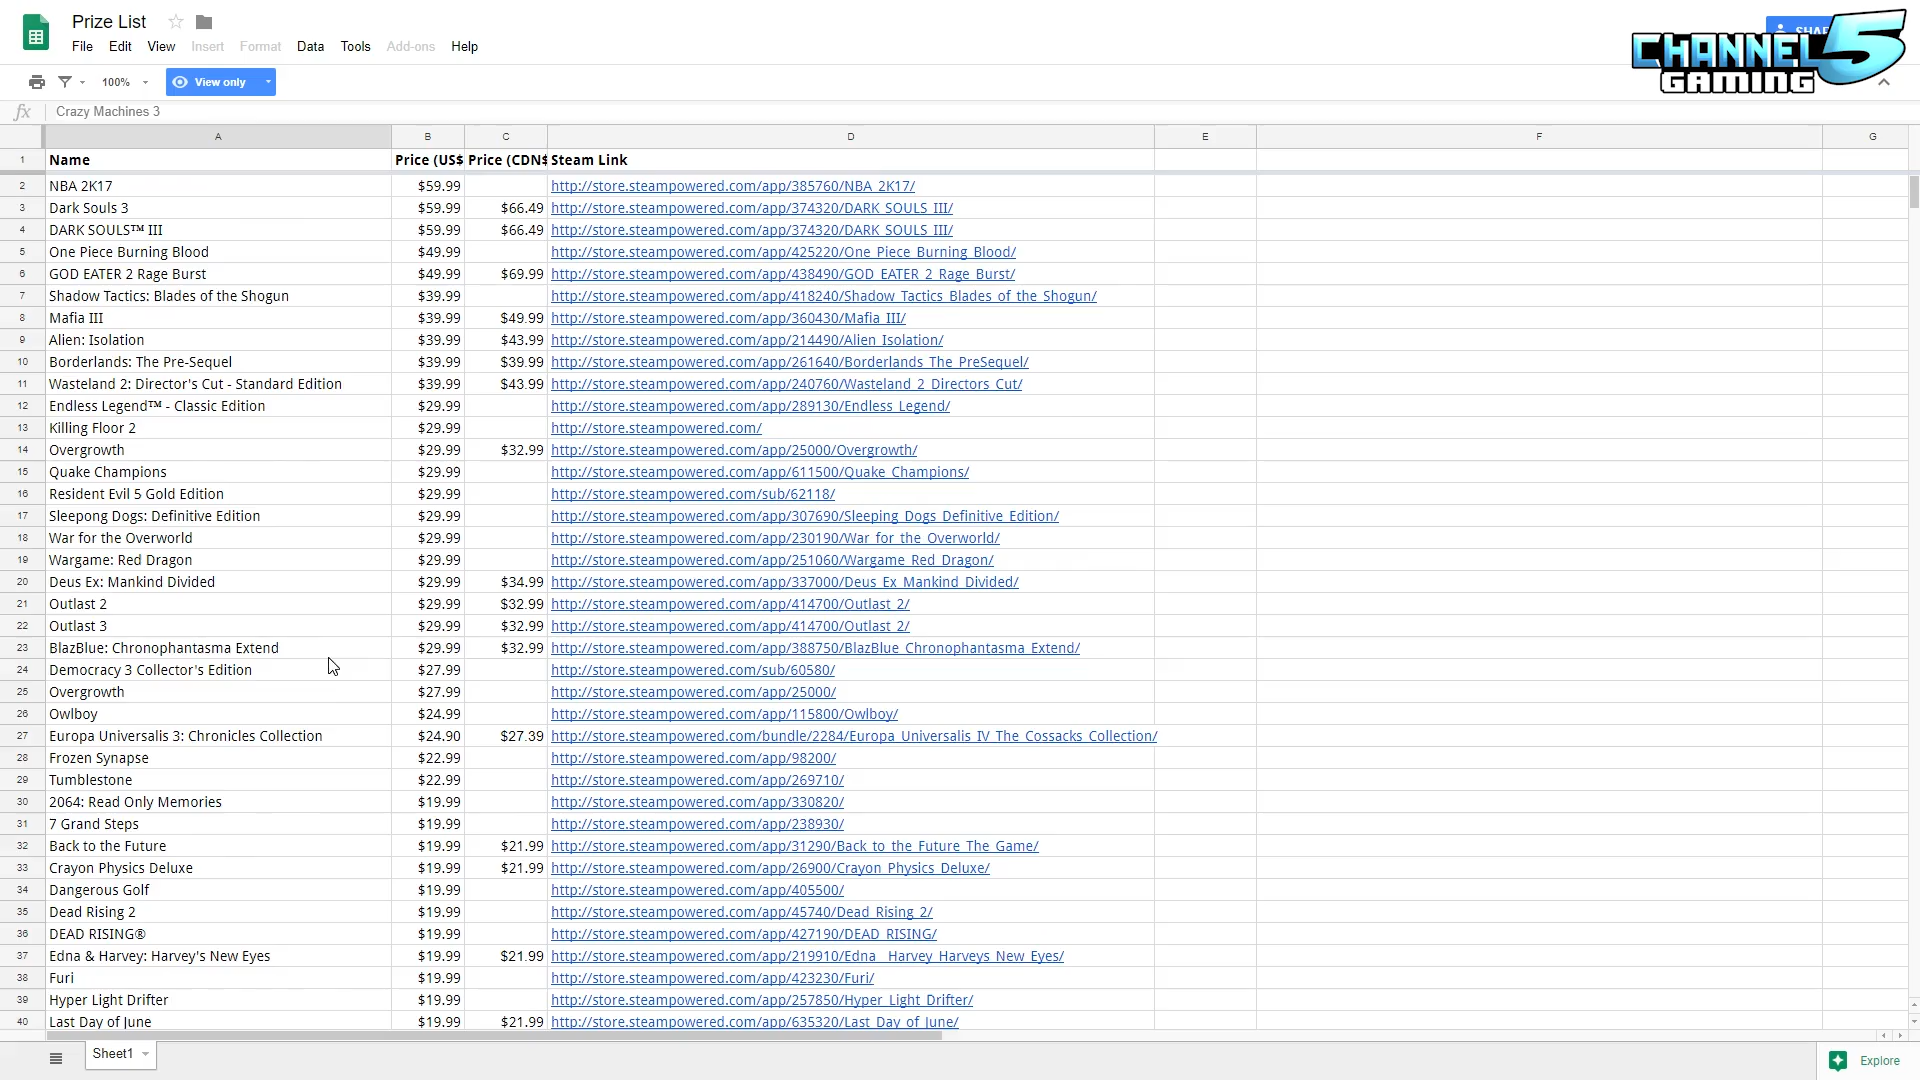 Prize List
File Edit View Insert Format Data Tools Add-ons Help
CHANNEL 5 GAMING
100% View only
fx Crazy Machines 3
A B C D E F G
1 Name Price (US$ Price (CDN$ Steam Link
2 NBA 2K17 $59.99 http://store.steampowered.com/app/385760/NBA_2K17/
3 Dark Souls 3 $59.99 $66.49 http://store.steampowered.com/app/374320/DARK_SOULS_III/
4 DARK SOULS™ III $59.99 $66.49 http://store.steampowered.com/app/374320/DARK_SOULS_III/
5 One Piece Burning Blood $49.99 http://store.steampowered.com/app/425220/One_Piece_Burning_Blood/
6 GOD EATER 2 Rage Burst $49.99 $69.99 http://store.steampowered.com/app/438490/GOD_EATER_2_Rage_Burst/
7 Shadow Tactics: Blades of the Shogun $39.99 http://store.steampowered.com/app/418240/Shadow_Tactics_Blades_of_the_Shogun/
8 Mafia III $39.99 $49.99 http://store.steampowered.com/app/360430/Mafia_III/
9 Alien: Isolation $39.99 $43.99 http://store.steampowered.com/app/214490/Alien_Isolation/
10 Borderlands: The Pre-Sequel $39.99 $39.99 http://store.steampowered.com/app/261640/Borderlands_The_PreSequel/
11 Wasteland 2: Director's Cut - Standard Edition $39.99 $43.99 http://store.steampowered.com/app/240760/Wasteland_2_Directors_Cut/
12 Endless Legend™ - Classic Edition $29.99 http://store.steampowered.com/app/289130/Endless_Legend/
13 Killing Floor 2 $29.99 http://store.steampowered.com/
14 Overgrowth $29.99 $32.99 http://store.steampowered.com/app/25000/Overgrowth/
15 Quake Champions $29.99 http://store.steampowered.com/app/611500/Quake_Champions/
16 Resident Evil 5 Gold Edition $29.99 http://store.steampowered.com/sub/62118/
17 Sleepong Dogs: Definitive Edition $29.99 http://store.steampowered.com/app/307690/Sleeping_Dogs_Definitive_Edition/
18 War for the Overworld $29.99 http://store.steampowered.com/app/230190/War_for_the_Overworld/
19 Wargame: Red Dragon $29.99 http://store.steampowered.com/app/251060/Wargame_Red_Dragon/
20 Deus Ex: Mankind Divided $29.99 $34.99 http://store.steampowered.com/app/337000/Deus_Ex_Mankind_Divided/
21 Outlast 2 $29.99 $32.99 http://store.steampowered.com/app/414700/Outlast_2/
22 Outlast 3 $29.99 $32.99 http://store.steampowered.com/app/414700/Outlast_2/
23 BlazBlue: Chronophantasma Extend $29.99 $32.99 http://store.steampowered.com/app/388750/BlazBlue_Chronophantasma_Extend/
24 Democracy 3 Collector's Edition $27.99 http://store.steampowered.com/sub/60580/
25 Overgrowth $27.99 http://store.steampowered.com/app/25000/
26 Owlboy $24.99 http://store.steampowered.com/app/115800/Owlboy/
27 Europa Universalis 3: Chronicles Collection $24.90 $27.39 http://store.steampowered.com/bundle/2284/Europa_Universalis_IV_The_Cossacks_Collection/
28 Frozen Synapse $22.99 http://store.steampowered.com/app/98200/
29 Tumblestone $22.99 http://store.steampowered.com/app/269710/
30 2064: Read Only Memories $19.99 http://store.steampowered.com/app/330820/
31 7 Grand Steps $19.99 http://store.steampowered.com/app/238930/
32 Back to the Future $19.99 $21.99 http://store.steampowered.com/app/31290/Back_to_the_Future_The_Game/
33 Crayon Physics Deluxe $19.99 $21.99 http://store.steampowered.com/app/26900/Crayon_Physics_Deluxe/
34 Dangerous Golf $19.99 http://store.steampowered.com/app/405500/
35 Dead Rising 2 $19.99 http://store.steampowered.com/app/45740/Dead_Rising_2/
36 DEAD RISING® $19.99 http://store.steampowered.com/app/427190/DEAD_RISING/
37 Edna & Harvey: Harvey's New Eyes $19.99 $21.99 http://store.steampowered.com/app/219910/Edna__Harvey_Harveys_New_Eyes/
38 Furi $19.99 http://store.steampowered.com/app/423230/Furi/
39 Hyper Light Drifter $19.99 http://store.steampowered.com/app/257850/Hyper_Light_Drifter/
40 Last Day of June $19.99 $21.99 http://store.steampowered.com/app/635320/Last_Day_of_June/
Sheet1
Explore